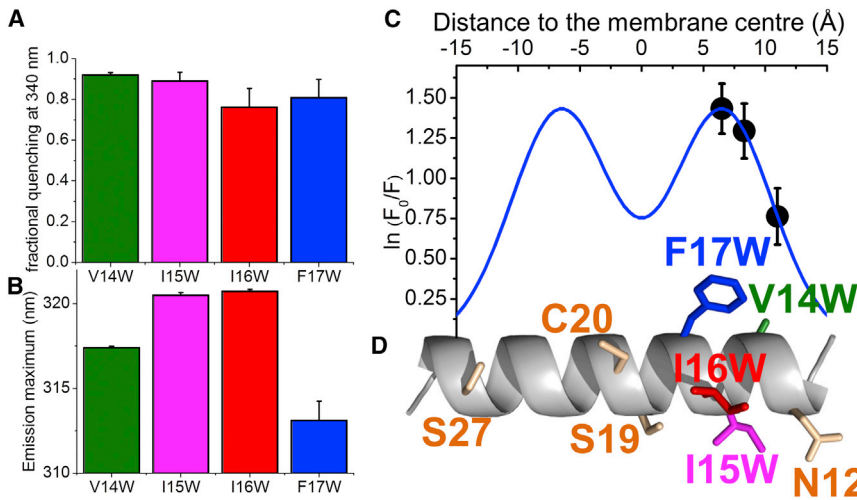 A
fractional quenching at 340 nm
1.0
0.8
0.6
0.4
0.2
0.0
V14W I15W I16W F17W
B
Emission maximum (nm)
320
315
310
V14W I15W I16W F17W
C
Distance to the membrane centre (Å)
-15 -10 -5 0 5 10 15
ln (F0/F)
1.50
1.25
1.00
0.75
0.50
0.25
F17W
V14W
D
C20
I16W
S27
S19
I15W
N12